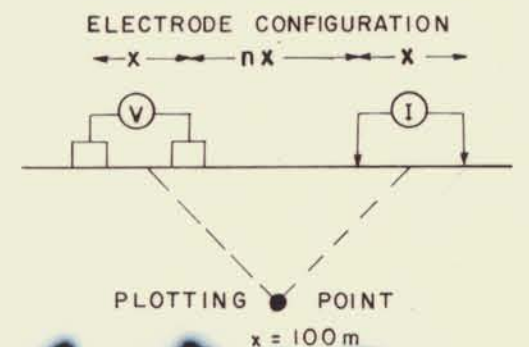 ELECTRODE CONFIGURATION
x nx x
V I
PLOTTING POINT
x = 100 m